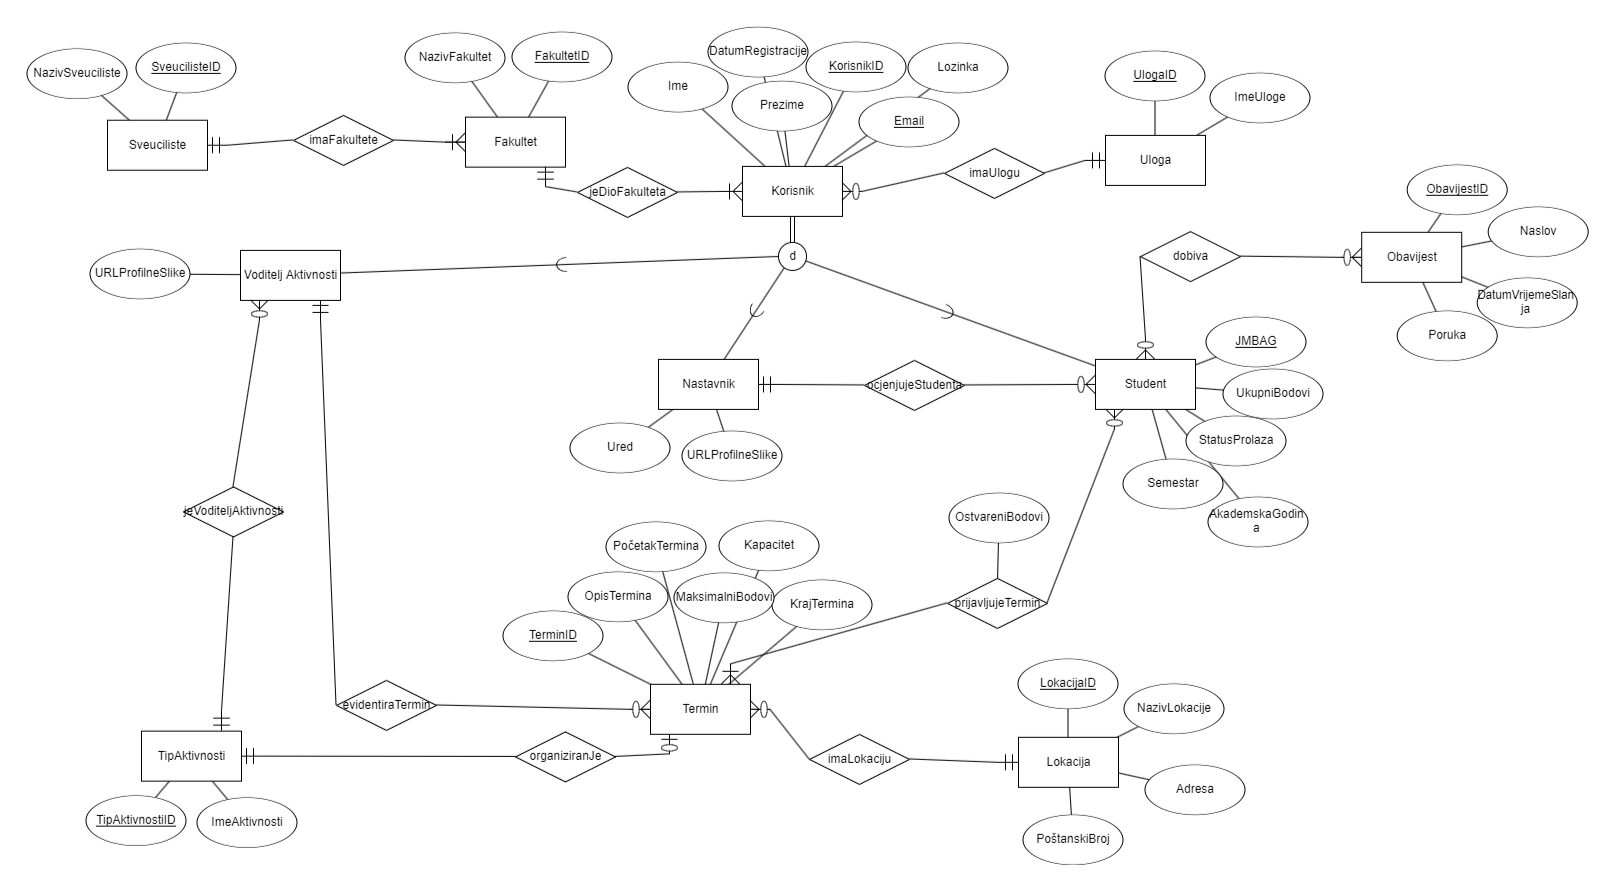 NazivSveuciliste
SveucilisteID
NazivFakultet
FakultetID
DatumRegistracije
Ime
KorisnikID
Lozinka
Prezime
Email
UlogaID
ImeUloge
Sveuciliste
imaFakultete
Fakultet
jeDioFakulteta
Korisnik
imaUlogu
Uloga
ObavijestID
Naslov
dobiva
Obavijest
DatumVrijemeSla
nja
Poruka
URLProfilneSlike
Voditelj Aktivnosti
d
JMBAG
Nastavnik
ocjenjujeStudenta
Student
UkupniBodovi
StatusProlaza
Ured
URLProfilneSlike
Semestar
AkademskaGodin
a
jeVoditeljAktivnosti
OstvareniBodovi
PočetakTermina
Kapacitet
OpisTermina
MaksimalniBodovi
KrajTermina
prijavljujeTermin
TerminID
evidentiraTermin
Termin
LokacijaID
NazivLokacije
TipAktivnosti
organiziranJe
imaLokaciju
Lokacija
Adresa
TipAktivnostiID
ImeAktivnosti
PoštanskiBroj